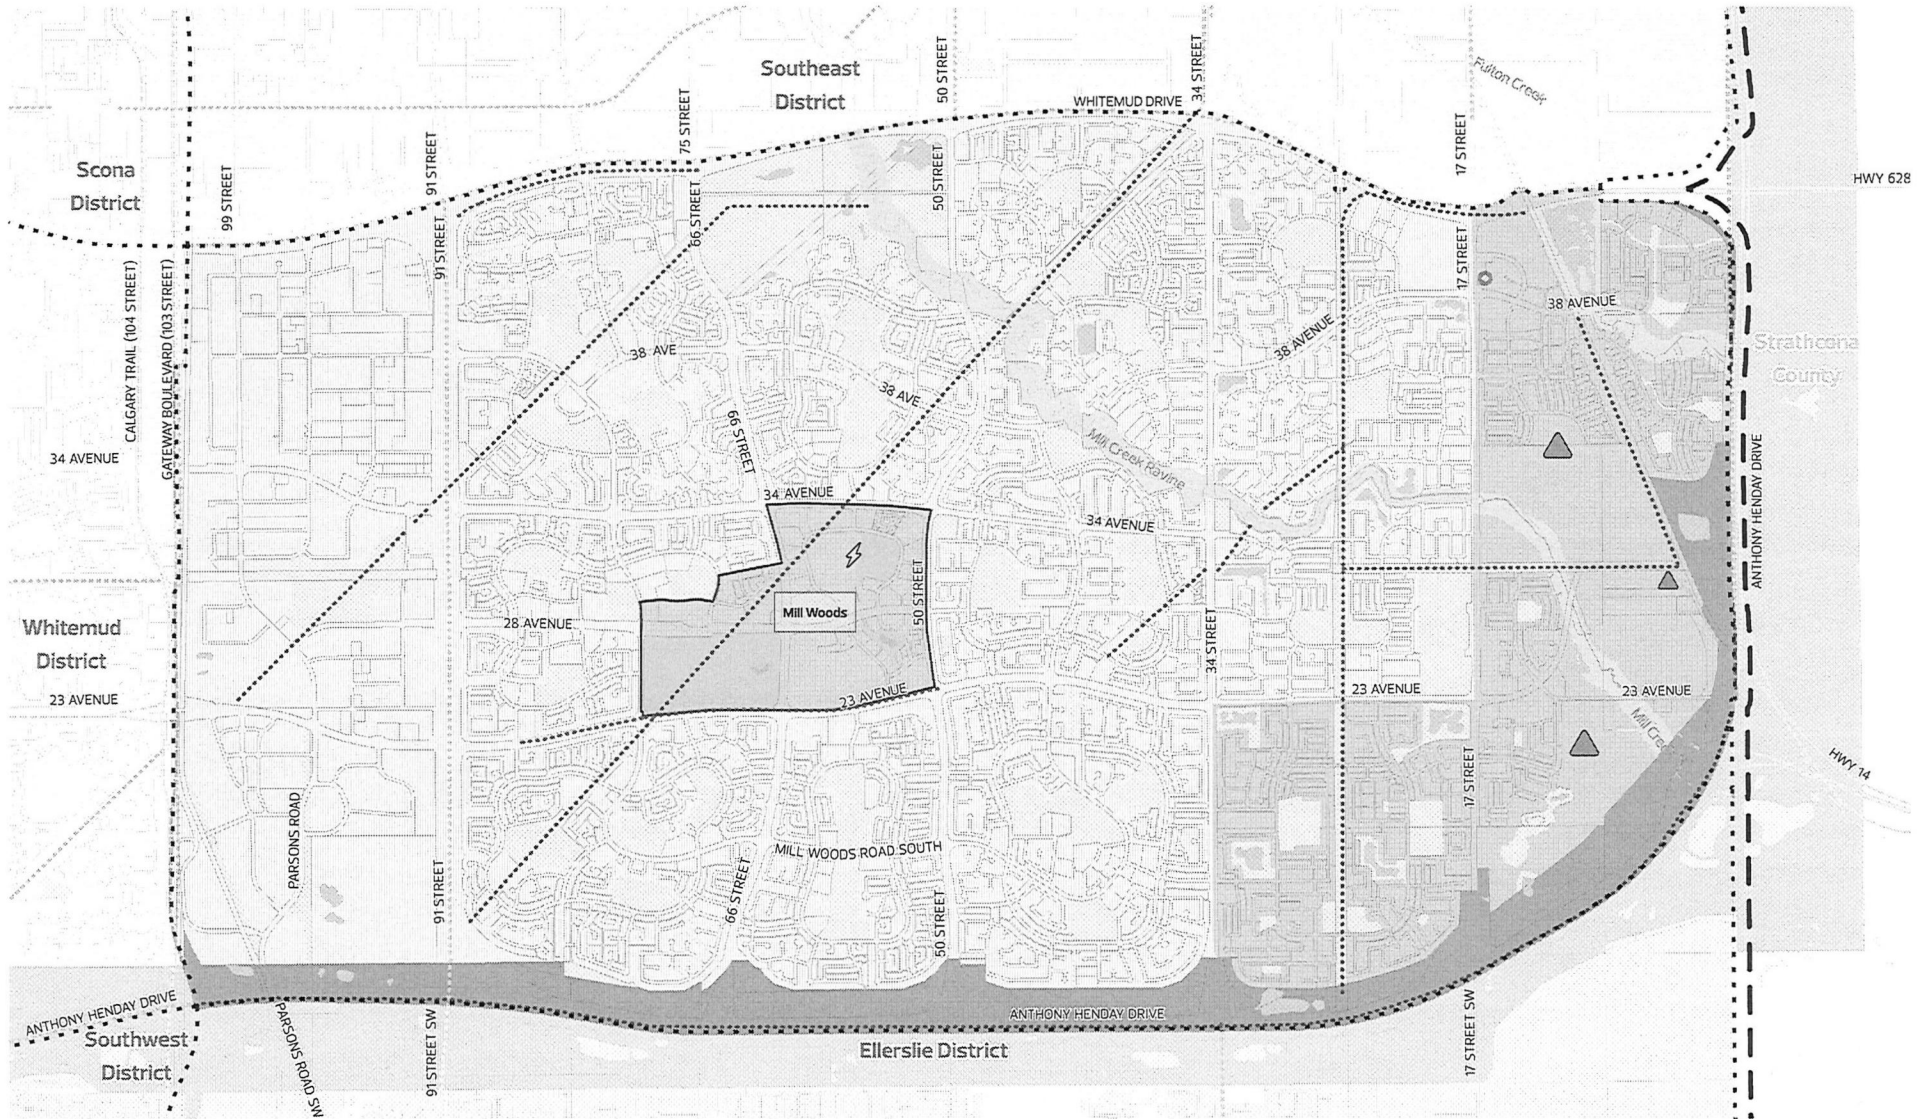 Southeast
District
50 STREET
34 STREET
Fulton Creek
WHITEMUD DRIVE
75 STREET
91 STREET
17 STREET
Scona
District
99 STREET
50 STREET
HWY 628
66 STREET
91 STREET
17 STREET
CALGARY TRAIL (104 STREET)
GATEWAY BOULEVARD (103 STREET)
38 AVENUE
38 AVENUE
Strathcona
County
38 AVE
38 AVE
66 STREET
34 AVENUE
Mill Creek Ravine
ANTHONY HENDAY DRIVE
34 AVENUE
34 AVENUE
50 STREET
Mill Woods
28 AVENUE
34 STREET
Whitemud
District
23 AVENUE
23 AVENUE
23 AVENUE
23 AVENUE
Mill Cree
17 STREET
HWY 14
PARSONS ROAD
MILL WOODS ROAD SOUTH
91 STREET
66 STREET
50 STREET
ANTHONY HENDAY DRIVE
ANTHONY HENDAY DRIVE
PARSONS ROAD SW
91 STREET SW
17 STREET SW
Southwest
District
Ellerslie District